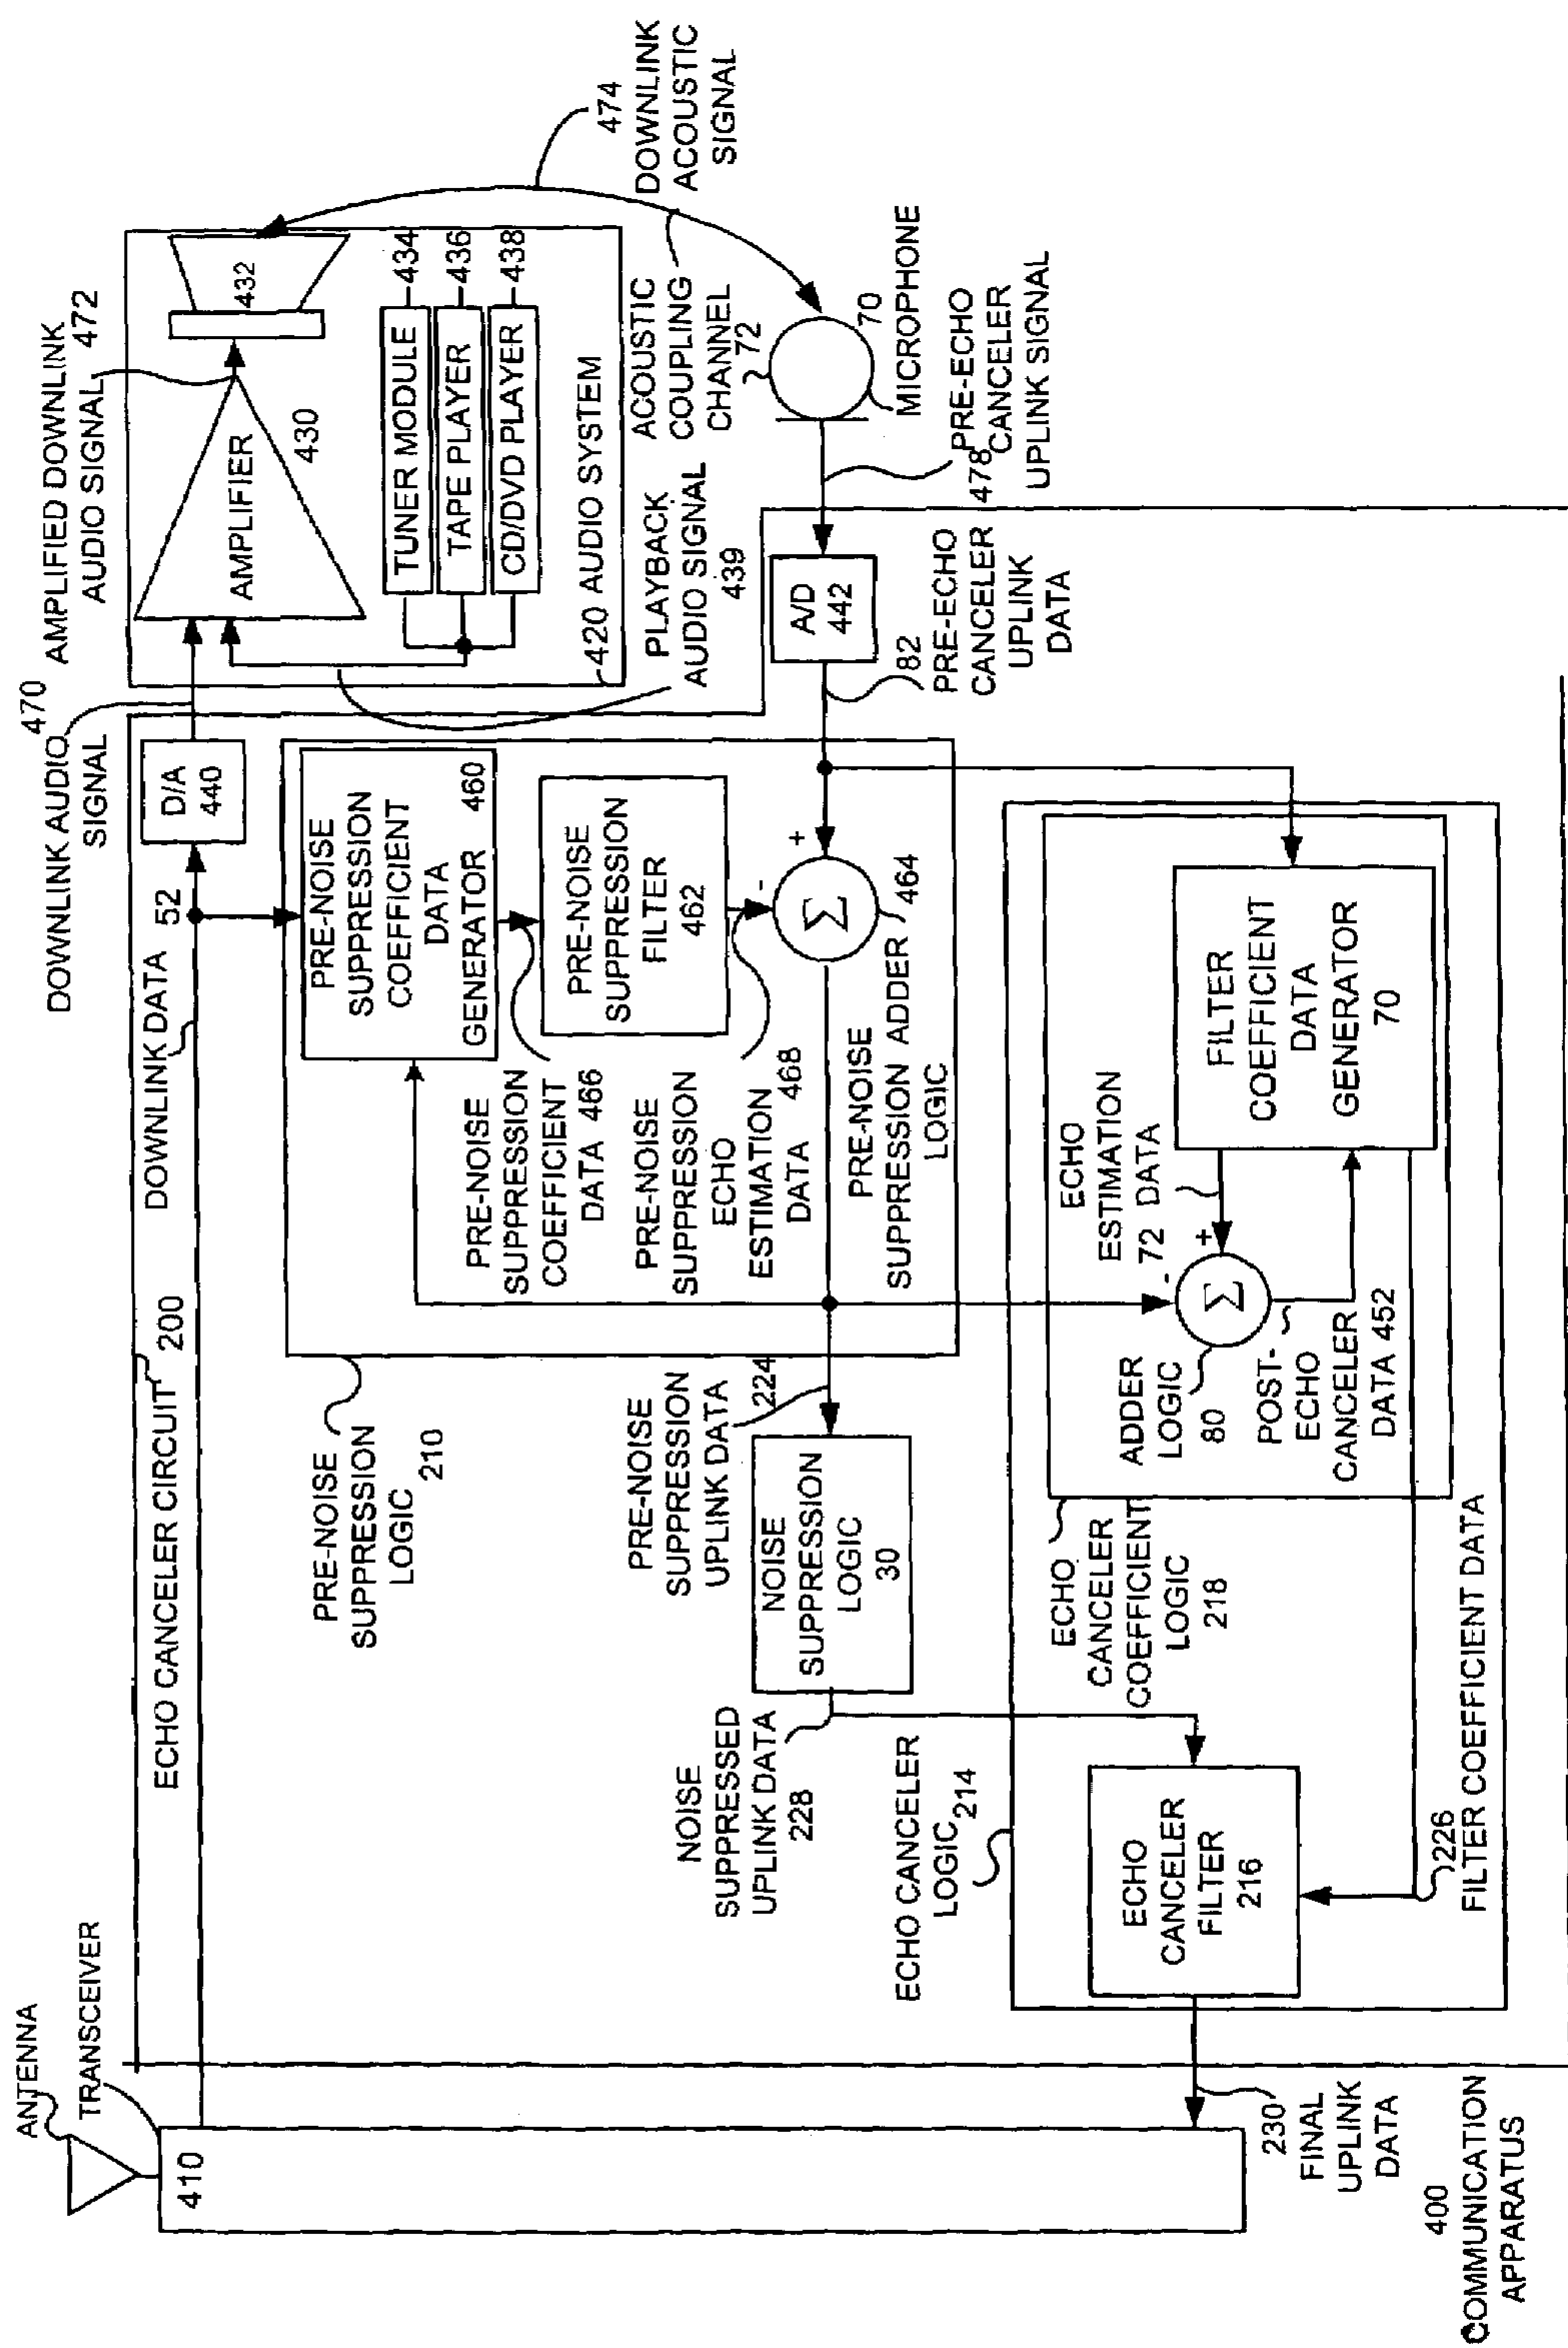 ANTENNA
TRANSCEIVER
410
ECHO CANCELER CIRCUIT 200
DOWNLINK DATA 52
D/A
440
DOWNLINK AUDIO 470
SIGNAL
AMPLIFIED DOWNLINK
AUDIO SIGNAL 472
AMPLIFIER
430
432
TUNER MODULE 434
TAPE PLAYER 436
CD/DVD PLAYER 438
420 AUDIO SYSTEM
PLAYBACK
AUDIO SIGNAL
439
ACOUSTIC
COUPLING
CHANNEL
72
474
DOWNLINK
ACOUSTIC
SIGNAL
70
MICROPHONE
478 PRE-ECHO
CANCELER
UPLINK SIGNAL
A/D
442
82
PRE-ECHO
CANCELER
UPLINK
DATA
PRE-NOISE
SUPPRESSION
COEFFICIENT
DATA
GENERATOR 460
PRE-NOISE
SUPPRESSION
FILTER
462
+
-
Σ
464
PRE-NOISE
SUPPRESSION
COEFFICIENT
DATA 466
PRE-NOISE
SUPPRESSION
ECHO
ESTIMATION
DATA 468
PRE-NOISE
SUPPRESSION ADDER
LOGIC
PRE-NOISE
SUPPRESSION
LOGIC
210
PRE-NOISE
SUPPRESSION
UPLINK DATA 224
NOISE
SUPPRESSION
LOGIC
30
NOISE
SUPPRESSED
UPLINK DATA
228
ECHO CANCELER
LOGIC 214
ECHO
CANCELER
FILTER
216
ECHO
CANCELER
COEFFICIENT
LOGIC
218
ADDER
LOGIC
80
-
+
Σ
ECHO
ESTIMATION
72 DATA
POST-
ECHO
CANCELER
DATA 452
FILTER
COEFFICIENT
DATA
GENERATOR
70
226
FILTER COEFFICIENT DATA
230
FINAL
UPLINK
DATA
400
COMMUNICATION
APPARATUS